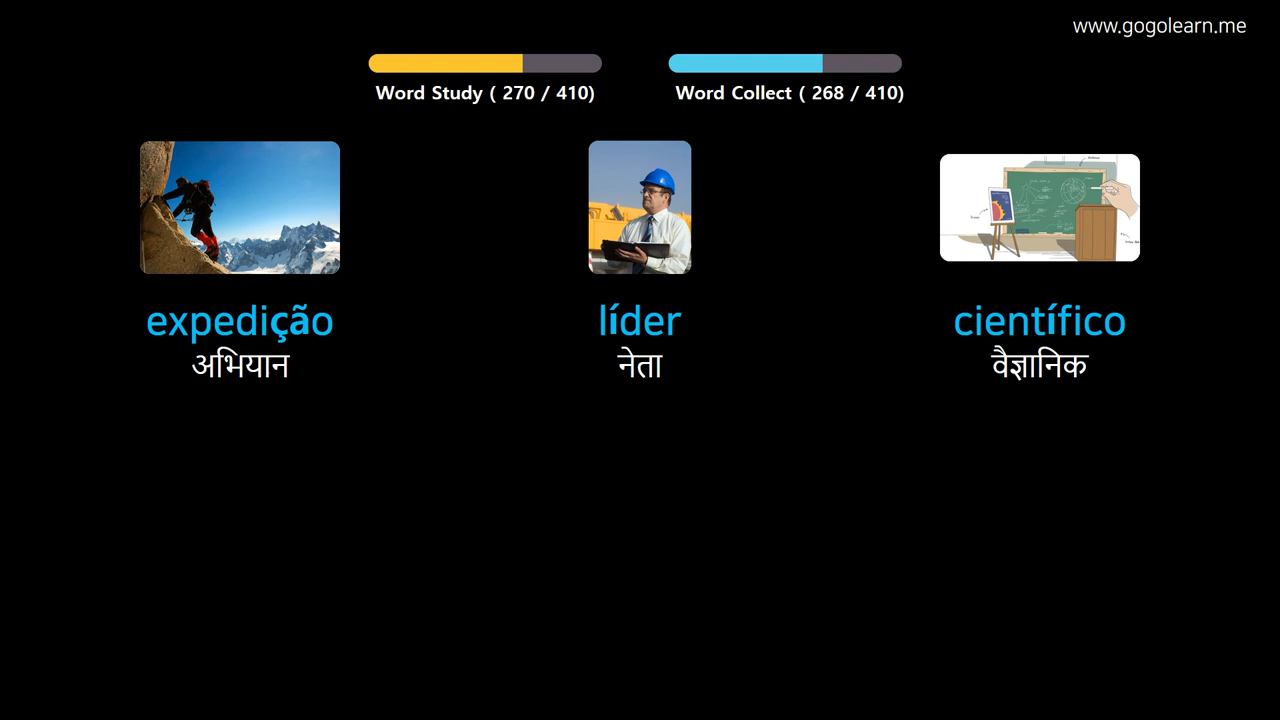 www.gogolearn.me
Word Study ( 270 / 410)
Word Collect ( 268 / 410)
expedição
líder
científico
अभियान
नेता
वैज्ञानिक